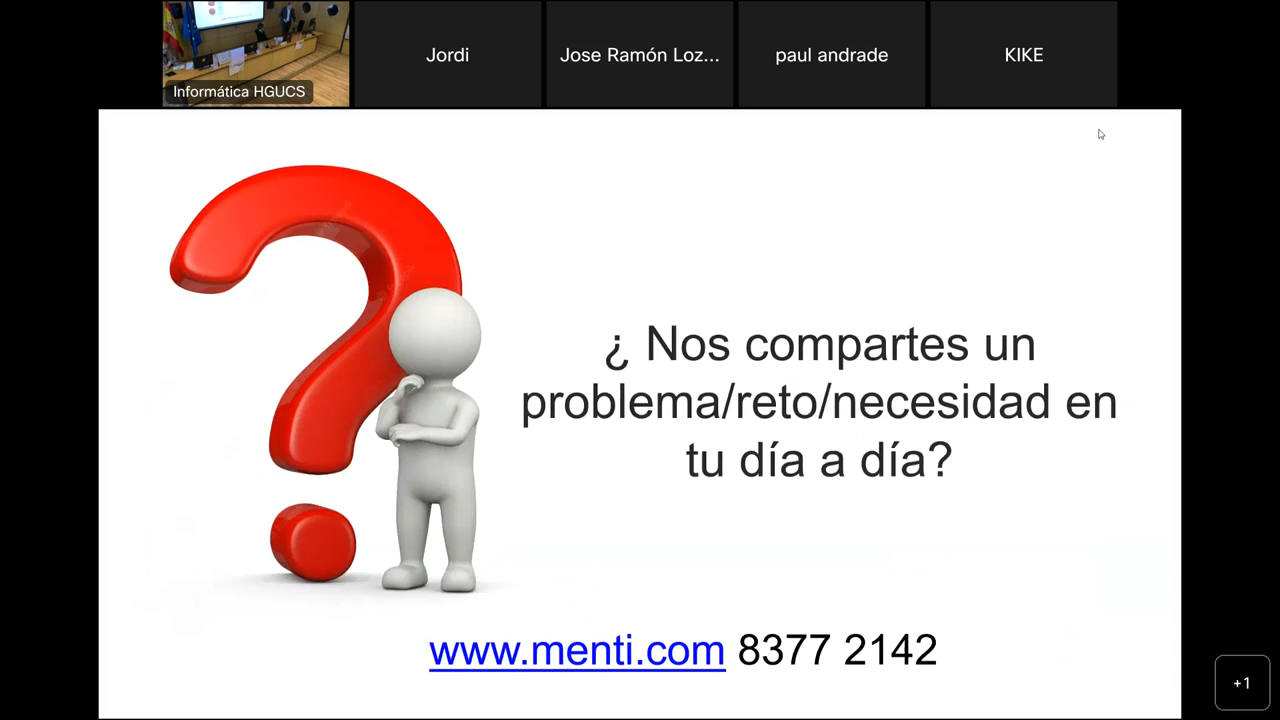 Informática HGUCS
Jordi
Jose Ramón Loz...
paul andrade
KIKE
¿ Nos compartes un
problema/reto/necesidad en
tu día a día?
www.menti.com 8377 2142
+1